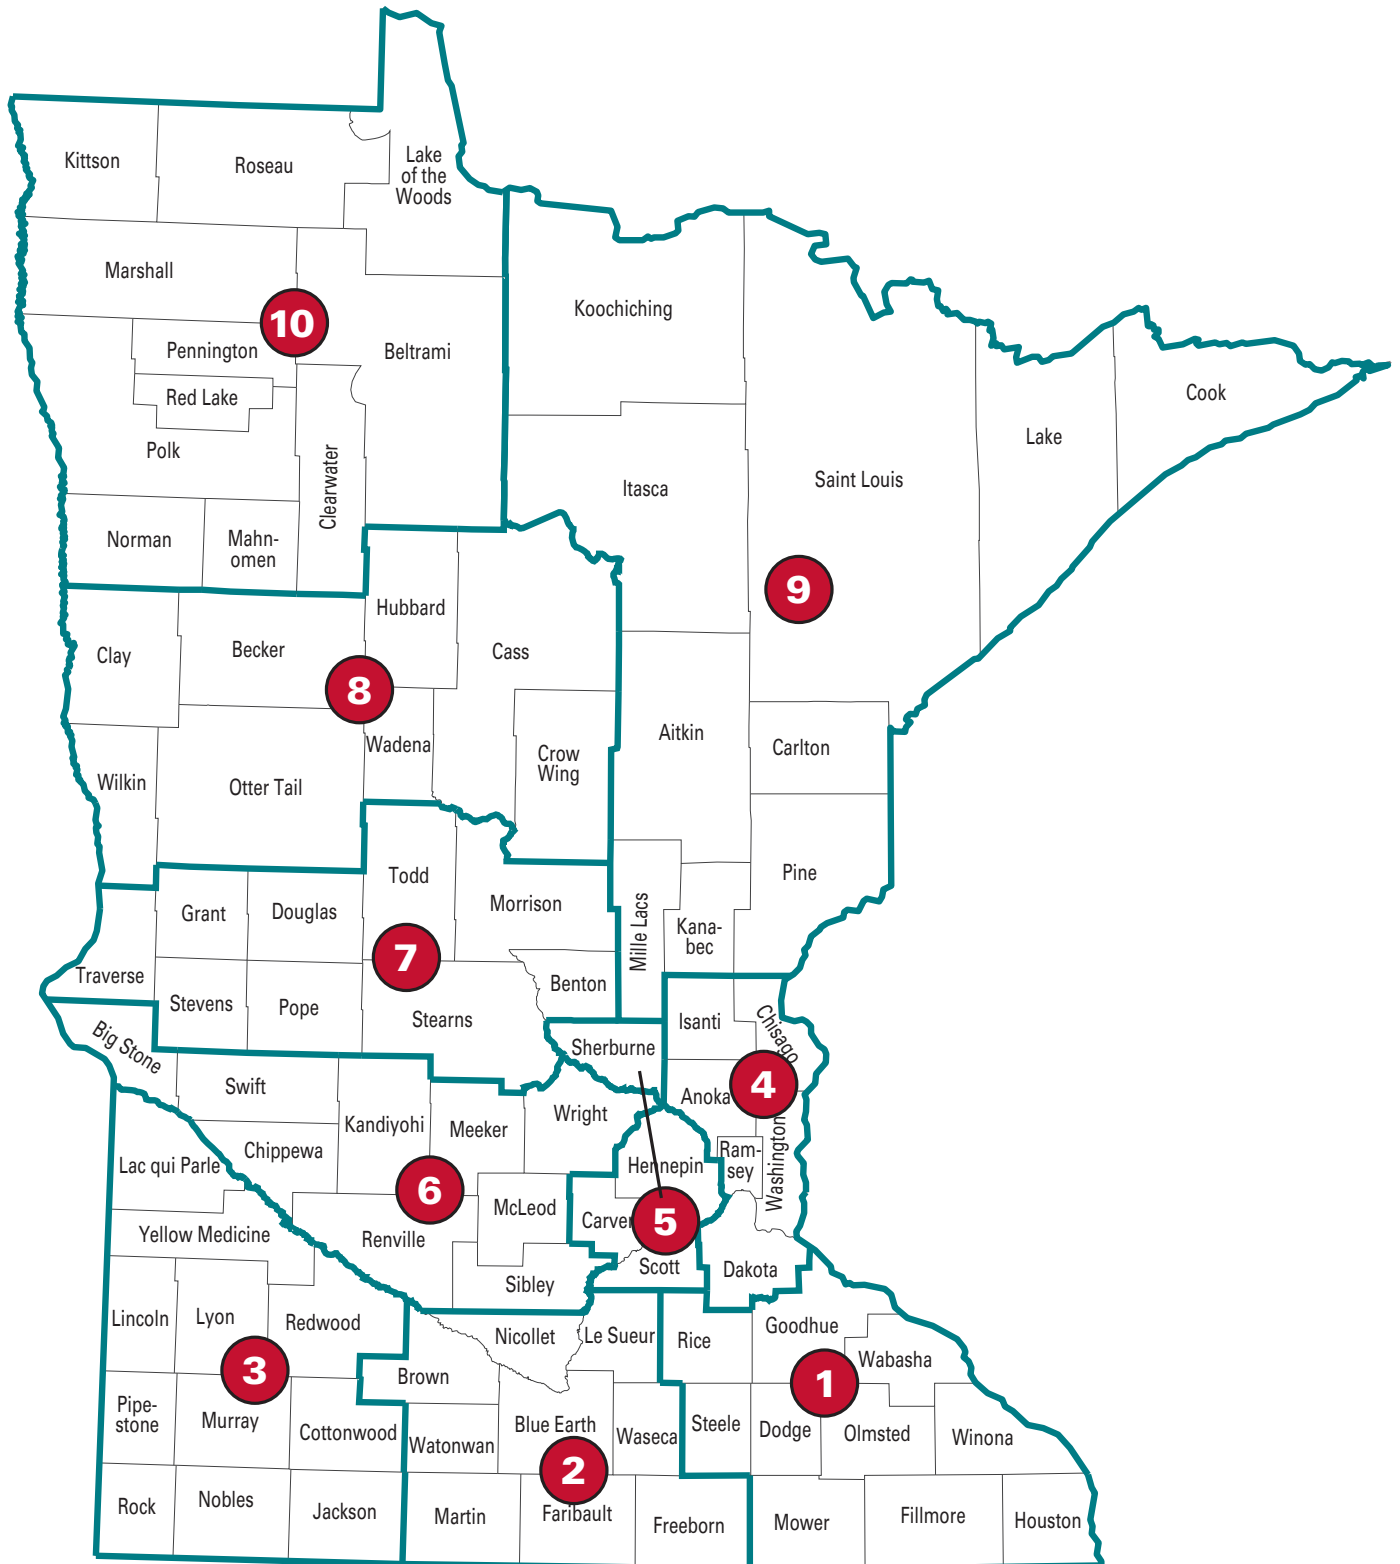 Kittson
Roseau
Lake
of the
Woods
Marshall
Koochiching
10
Pennington
Beltrami
Red Lake
Cook
Polk
Lake
Clearwater
Itasca
Saint Louis
Norman
Mahn-
omen
9
Hubbard
Clay
Becker
Cass
8
Aitkin
Carlton
Wadena
Crow
Wing
Wilkin
Otter Tail
Todd
Pine
Morrison
Grant
Douglas
Mille Lacs
Kana-
bec
7
Traverse
Benton
Stevens
Pope
Stearns
Isanti
Chisago
Big Stone
Sherburne
Swift
4
Anoka
Wright
Kandiyohi
Meeker
Chippewa
Lac qui Parle
Hennepin
Ram-
sey
Washington
6
McLeod
Carver
5
Yellow Medicine
Renville
Scott
Dakota
Sibley
Lincoln
Lyon
Redwood
Nicollet
Le Sueur
Rice
Goodhue
Wabasha
3
Brown
1
Pipe-
stone
Murray
Cottonwood
Blue Earth
Watonwan
Waseca
Steele
Dodge
Olmsted
Winona
2
Rock
Nobles
Jackson
Martin
Faribault
Freeborn
Mower
Fillmore
Houston